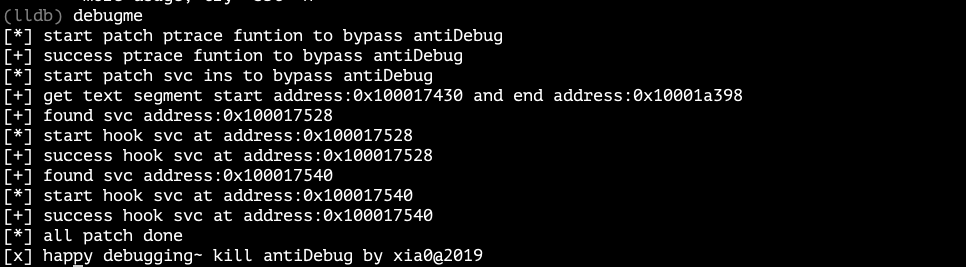 (lldb) debugme
[*] start patch ptrace funtion to bypass antiDebug
[+] success ptrace funtion to bypass antiDebug
[*] start patch svc ins to bypass antiDebug
[+] get text segment start address:0x100017430 and end address:0x10001a398
[+] found svc address:0x100017528
[*] start hook svc at address:0x100017528
[+] success hook svc at address:0x100017528
[+] found svc address:0x100017540
[*] start hook svc at address:0x100017540
[+] success hook svc at address:0x100017540
[*] all patch done
[x] happy debugging~ kill antiDebug by xia0@2019